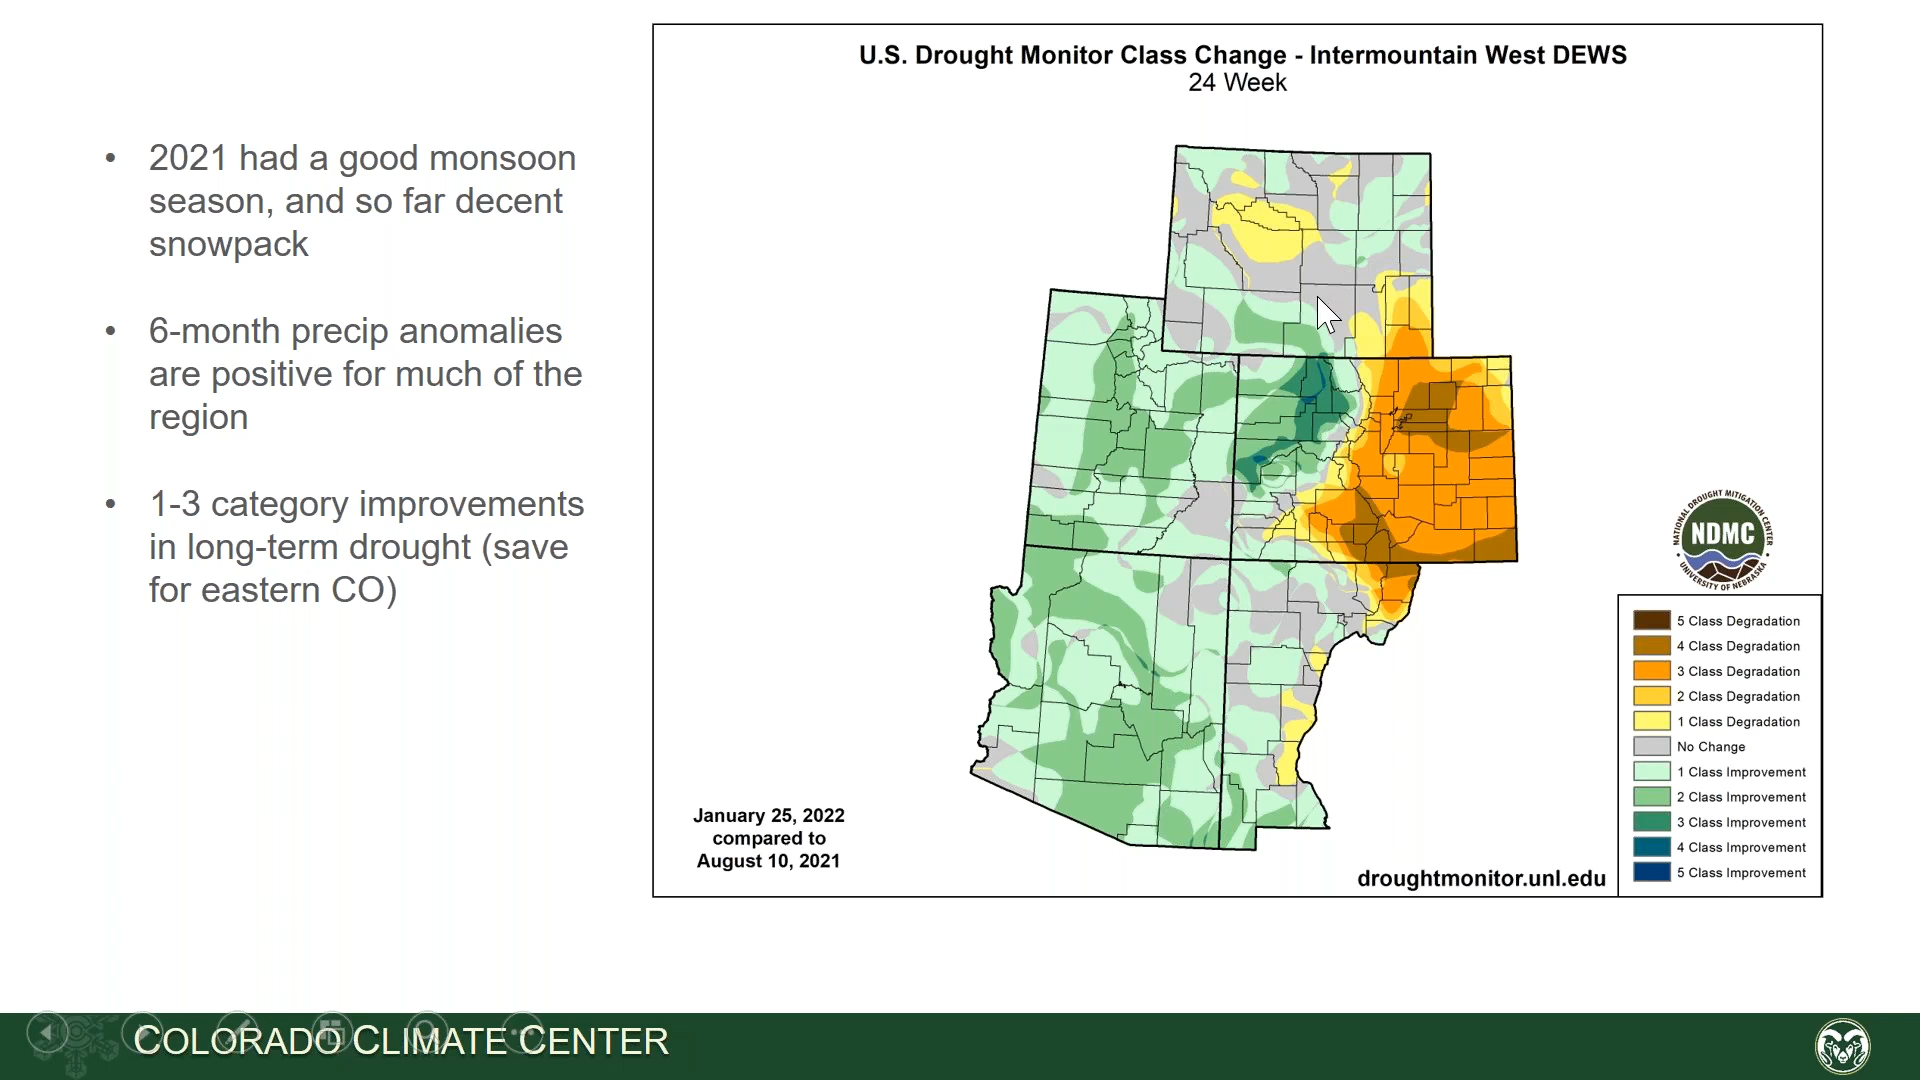 U.S. Drought Monitor Class Change - Intermountain West DEWS
24 Week
• 2021 had a good monsoon
season, and so far decent
snowpack
• 6-month precip anomalies
are positive for much of the
region
• 1-3 category improvements
in long-term drought (save
for eastern CO)
NATIONAL DROUGHT MITIGATION CENTER
NDMC
UNIVERSITY OF NEBRASKA
5 Class Degradation
4 Class Degradation
3 Class Degradation
2 Class Degradation
1 Class Degradation
No Change
1 Class Improvement
2 Class Improvement
3 Class Improvement
4 Class Improvement
5 Class Improvement
January 25, 2022
compared to
August 10, 2021
droughtmonitor.unl.edu
COLORADO CLIMATE CENTER